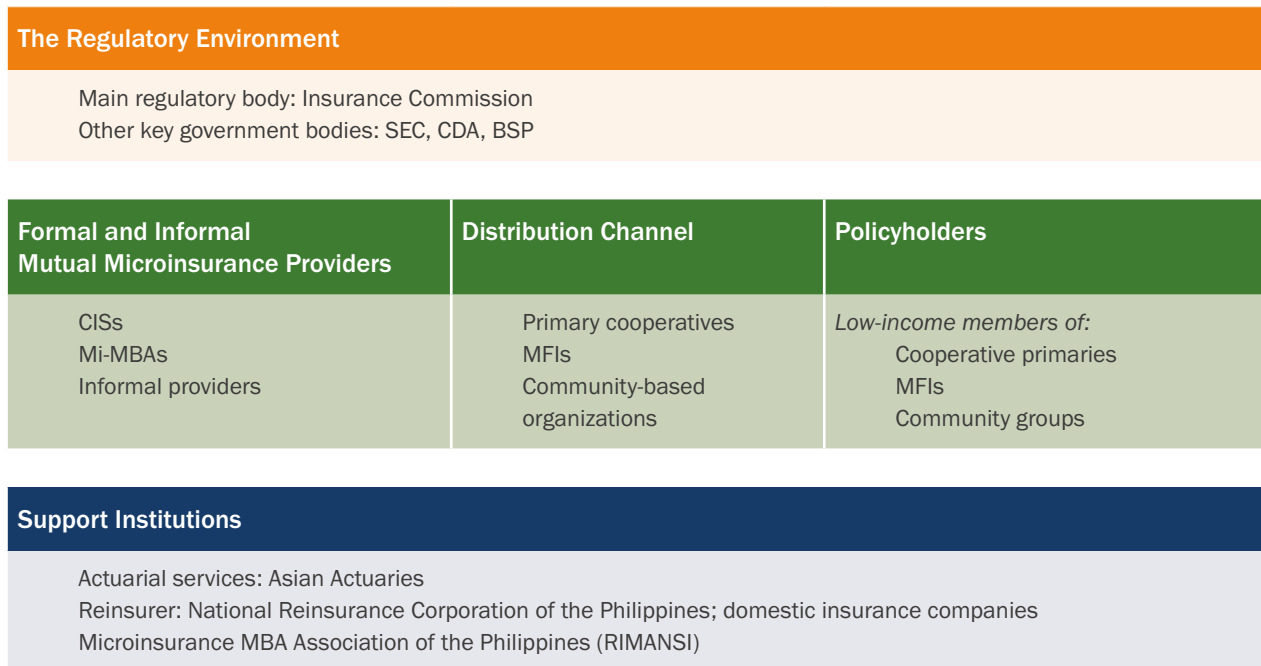 The Regulatory Environment
Main regulatory body: Insurance Commission
Other key government bodies: SEC, CDA, BSP
Formal and Informal
Mutual Microinsurance Providers
CISs
Mi-MBAs
Informal providers
Distribution Channel
Primary cooperatives
MFIs
Community-based
organizations
Policyholders
Low-income members of:
Cooperative primaries
MFIs
Community groups
Support Institutions
Actuarial services: Asian Actuaries
Reinsurer: National Reinsurance Corporation of the Philippines; domestic insurance companies
Microinsurance MBA Association of the Philippines (RIMANSI)